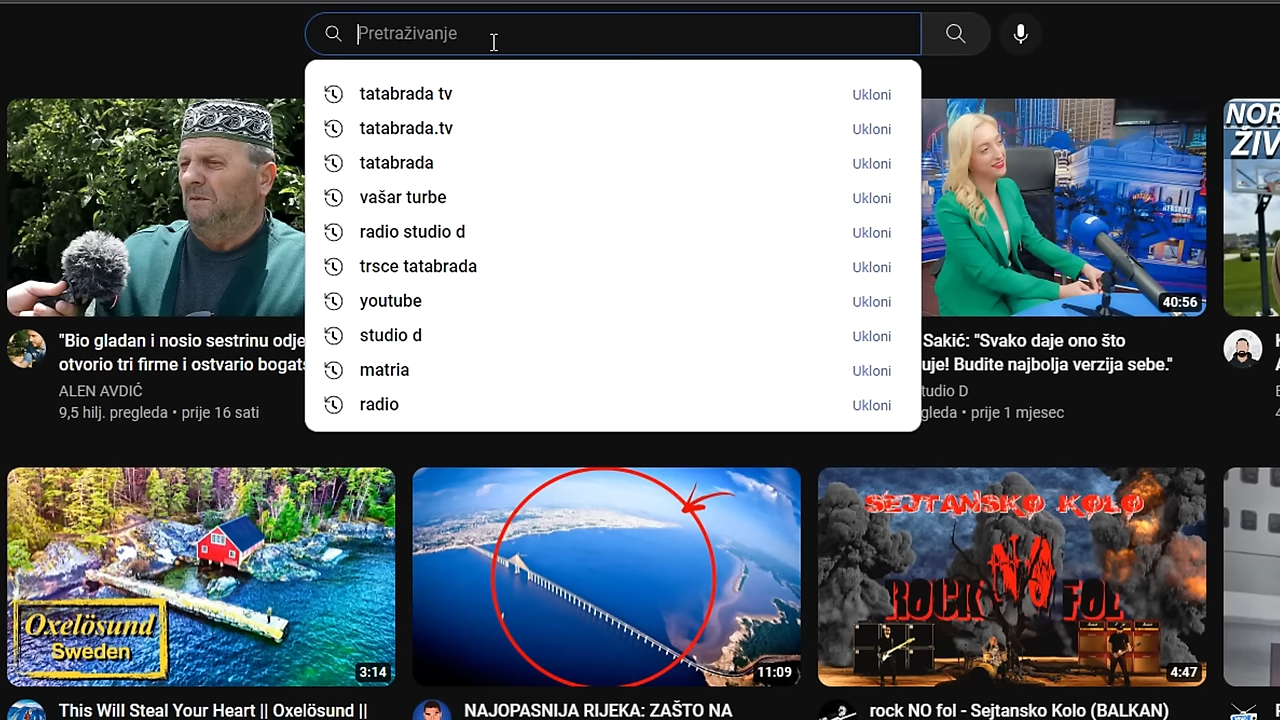 Pretraživanje
tatabrada tv Ukloni
tatabrada.tv Ukloni
tatabrada Ukloni
vašar turbe Ukloni
radio studio d Ukloni
trsce tatabrada Ukloni
youtube Ukloni
studio d Ukloni
matria Ukloni
radio Ukloni
"Bio gladan i nosio sestrinu odje
otvorio tri firme i ostvario bogats
ALEN AVDIĆ
9,5 hilj. pregleda • prije 16 sati
40:56
Sakić: "Svako daje ono što
uje! Budite najbolja verzija sebe."
tudio D
gleda • prije 1 mjesec
NOR
ŽIV
Oxelösund
Sweden
3:14
This Will Steal Your Heart || Oxelösund ||
11:09
NAJOPASNIJA RIJEKA: ZAŠTO NA
SEJTANSKO KOLO
ROCK NO FOL
4:47
rock NO fol - Sejtansko Kolo (BALKAN)